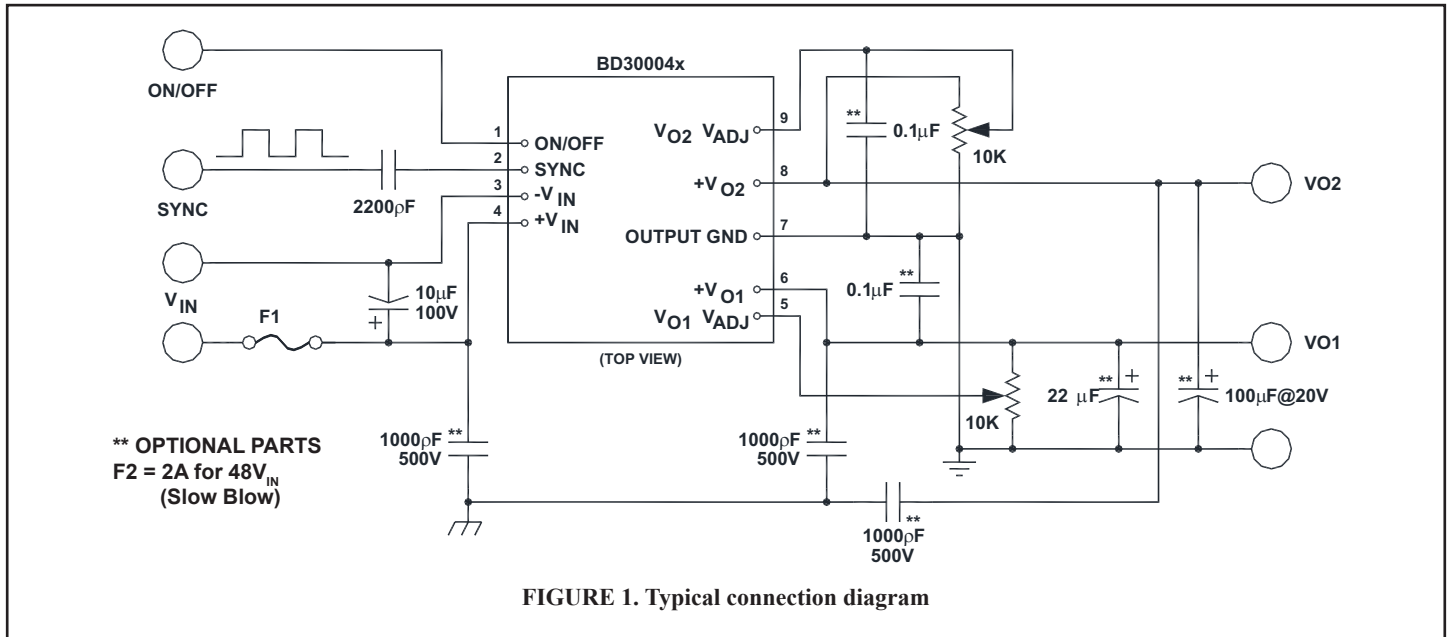 ON/OFF
BD30004x
1
ON/OFF
2
SYNC
3
-VIN
4
+VIN
SYNC
2200ρF
VIN
F1
10μF
100V
+
VO2 VADJ
9
+VO2
8
OUTPUT GND
7
+VO1
6
VO1 VADJ
5
(TOP VIEW)
**
0.1μF
10K
**
0.1μF
VO2
VO1
10K
**
+
22 μF
**
+
100μF@20V
** OPTIONAL PARTS
F2 = 2A for 48VIN
(Slow Blow)
1000ρF **
500V
1000ρF **
500V
**
1000ρF
500V
FIGURE 1. Typical connection diagram